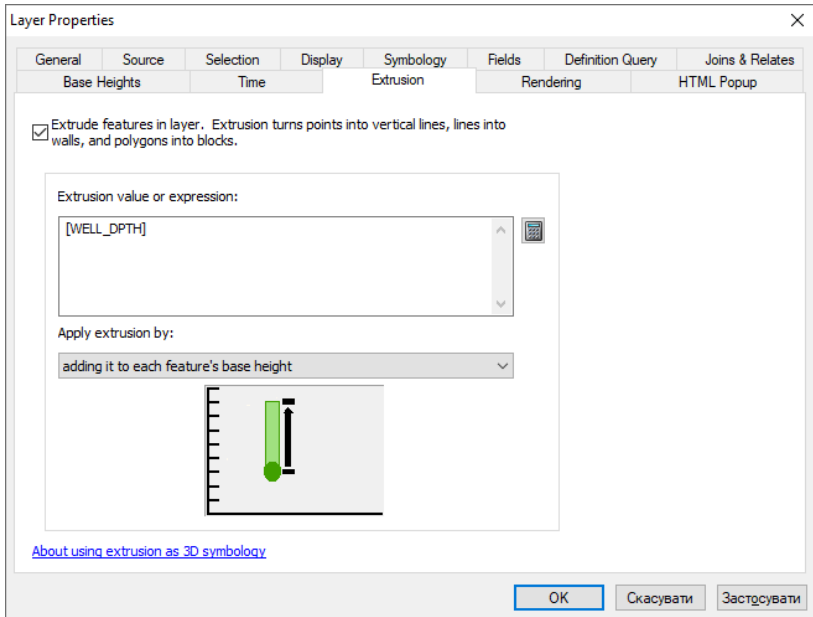 Layer Properties
General Source Selection Display Symbology Fields Definition Query Joins & Relates
Base Heights Time Extrusion Rendering HTML Popup
Extrude features in layer. Extrusion turns points into vertical lines, lines into
walls, and polygons into blocks.
Extrusion value or expression:
[WELL_DPTH]
Apply extrusion by:
adding it to each feature's base height
About using extrusion as 3D symbology
OK Скасувати Застосувати